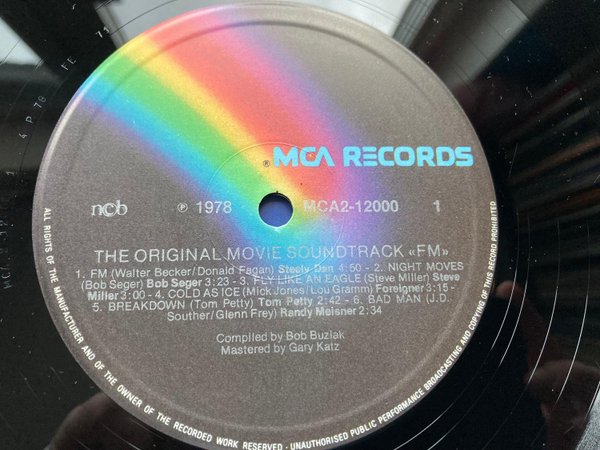 MCA RECORDS
®
ncb
℗ 1978
MCA2-12000
1
THE ORIGINAL MOVIE SOUNDTRACK «FM»
1. FM (Walter Becker/Donald Fagan) Steely Dan 4:50 - 2. NIGHT MOVES
(Bob Seger) Bob Seger 3:23 - 3. FLY LIKE AN EAGLE (Steve Miller) Steve
Miller 3:00 - 4. COLD AS ICE (Mick Jones/Lou Gramm) Foreigner 3:15 -
5. BREAKDOWN (Tom Petty) Tom Petty 2:42 - 6. BAD MAN (J.D.
Souther/Glenn Frey) Randy Meisner 2:34
Compiled by Bob Buziak
Mastered by Gary Katz
ALL RIGHTS OF THE MANUFACTURER AND OF THE OWNER OF THE RECORDED WORK RESERVED - UNAUTHORISED PUBLIC PERFORMANCE BROADCASTING AND COPYING OF THIS RECORD PROHIBITED